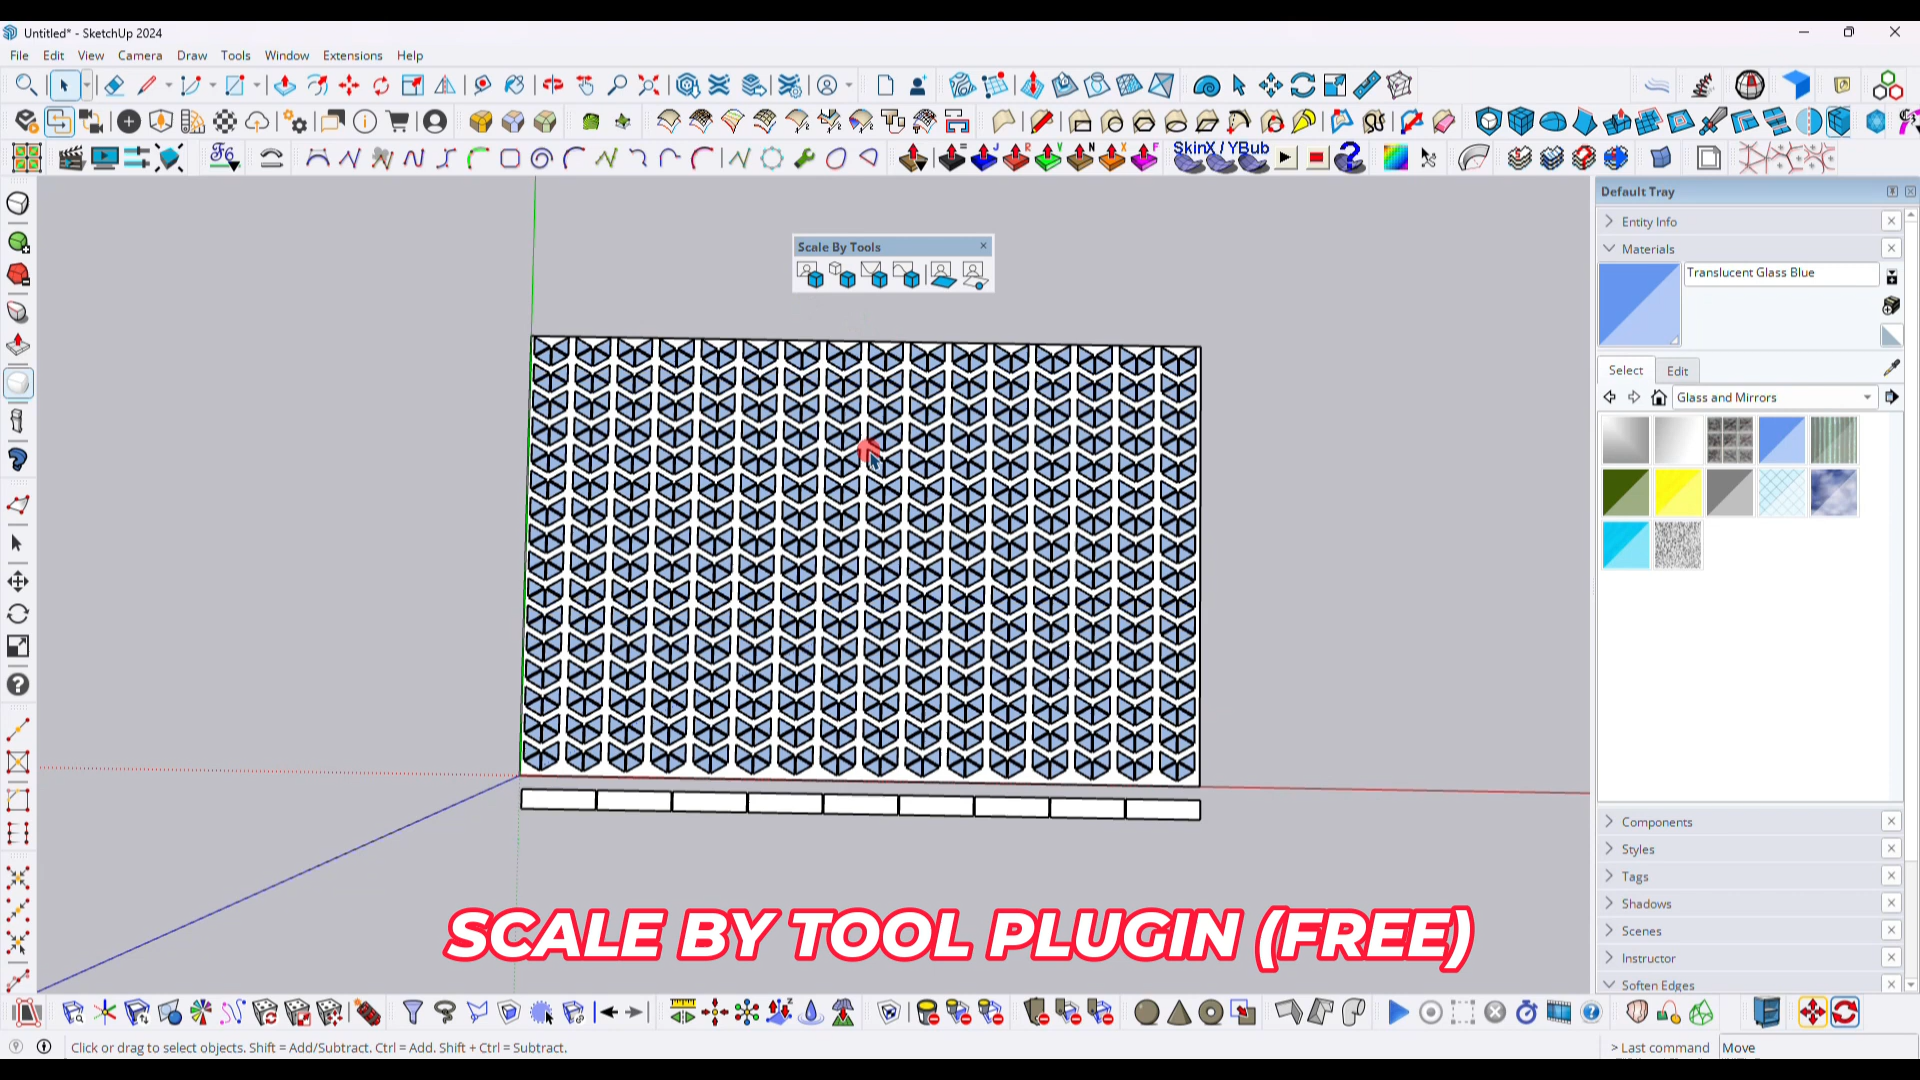 Untitled* - SketchUp 2024
File Edit View Camera Draw Tools Window Extensions Help
SkinX / YBub
Default Tray
Entity Info
Materials
Scale By Tools
Translucent Glass Blue
Select Edit
Glass and Mirrors
Components
Styles
Tags
Shadows
Scenes
Instructor
Soften Edges
SCALE BY TOOL PLUGIN (FREE)
Click or drag to select objects. Shift = Add/Subtract. Ctrl = Add. Shift + Ctrl = Subtract.
> Last command Move